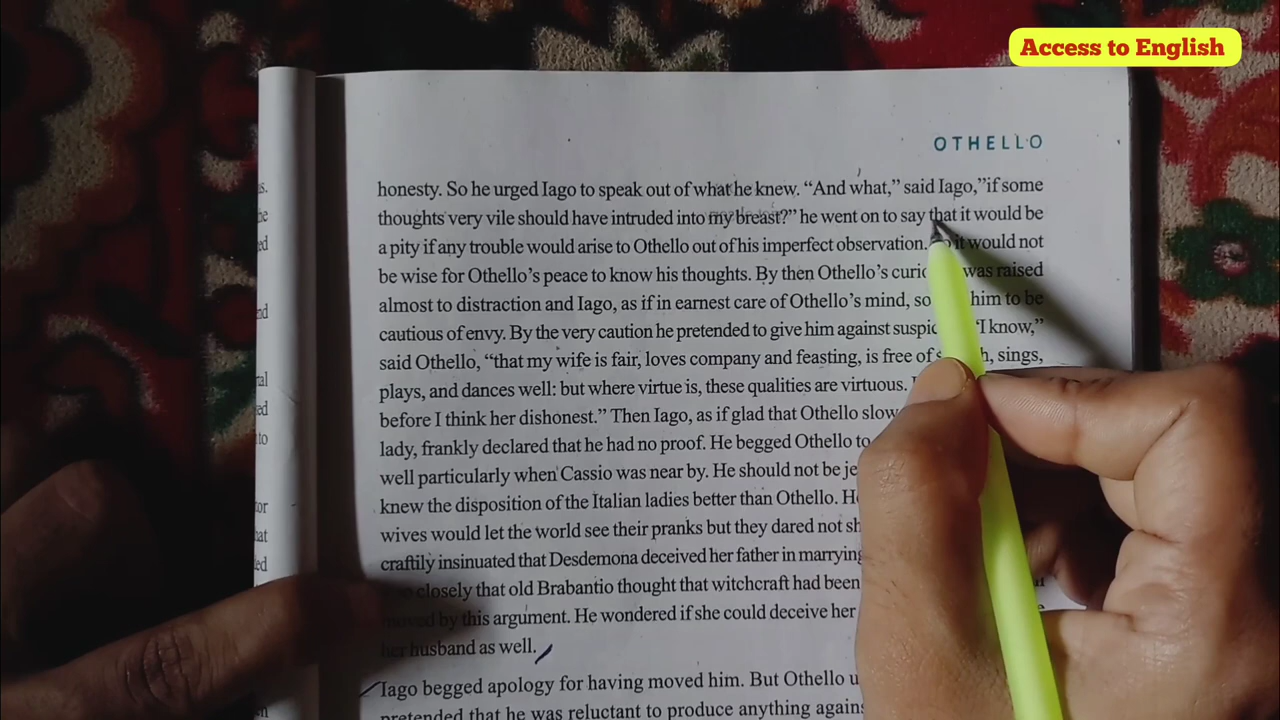 Access to English
OTHELLO
honesty. So he urged Iago to speak out of what he knew. “And what,” said Iago,”if some
thoughts very vile should have intruded into my breast?” he went on to say that it would be
a pity if any trouble would arise to Othello out of his imperfect observation. it would not
be wise for Othello’s peace to know his thoughts. By then Othello’s was raised
almost to distraction and Iago, as if in earnest care of Othello’s mind, him to be
cautious of envy. By the very caution he pretended to give him against “I know,”
said Othello, “that my wife is fair, loves company and feasting, is free of sings,
plays, and dances well: but where virtue is, these qualities are virtuous.
before I think her dishonest.” Then Iago, as if glad that Othello
lady, frankly declared that he had no proof. He begged Othello to
well particularly when Cassio was near by. He should not be
knew the disposition of the Italian ladies better than Othello.
wives would let the world see their pranks but they dared not
craftily insinuated that Desdemona deceived her father in marrying
closely that old Brabantio thought that witchcraft had been
moved by this argument. He wondered if she could deceive her
her husband as well.
Iago begged apology for having moved him. But Othello
pretended that he was reluctant to produce anything